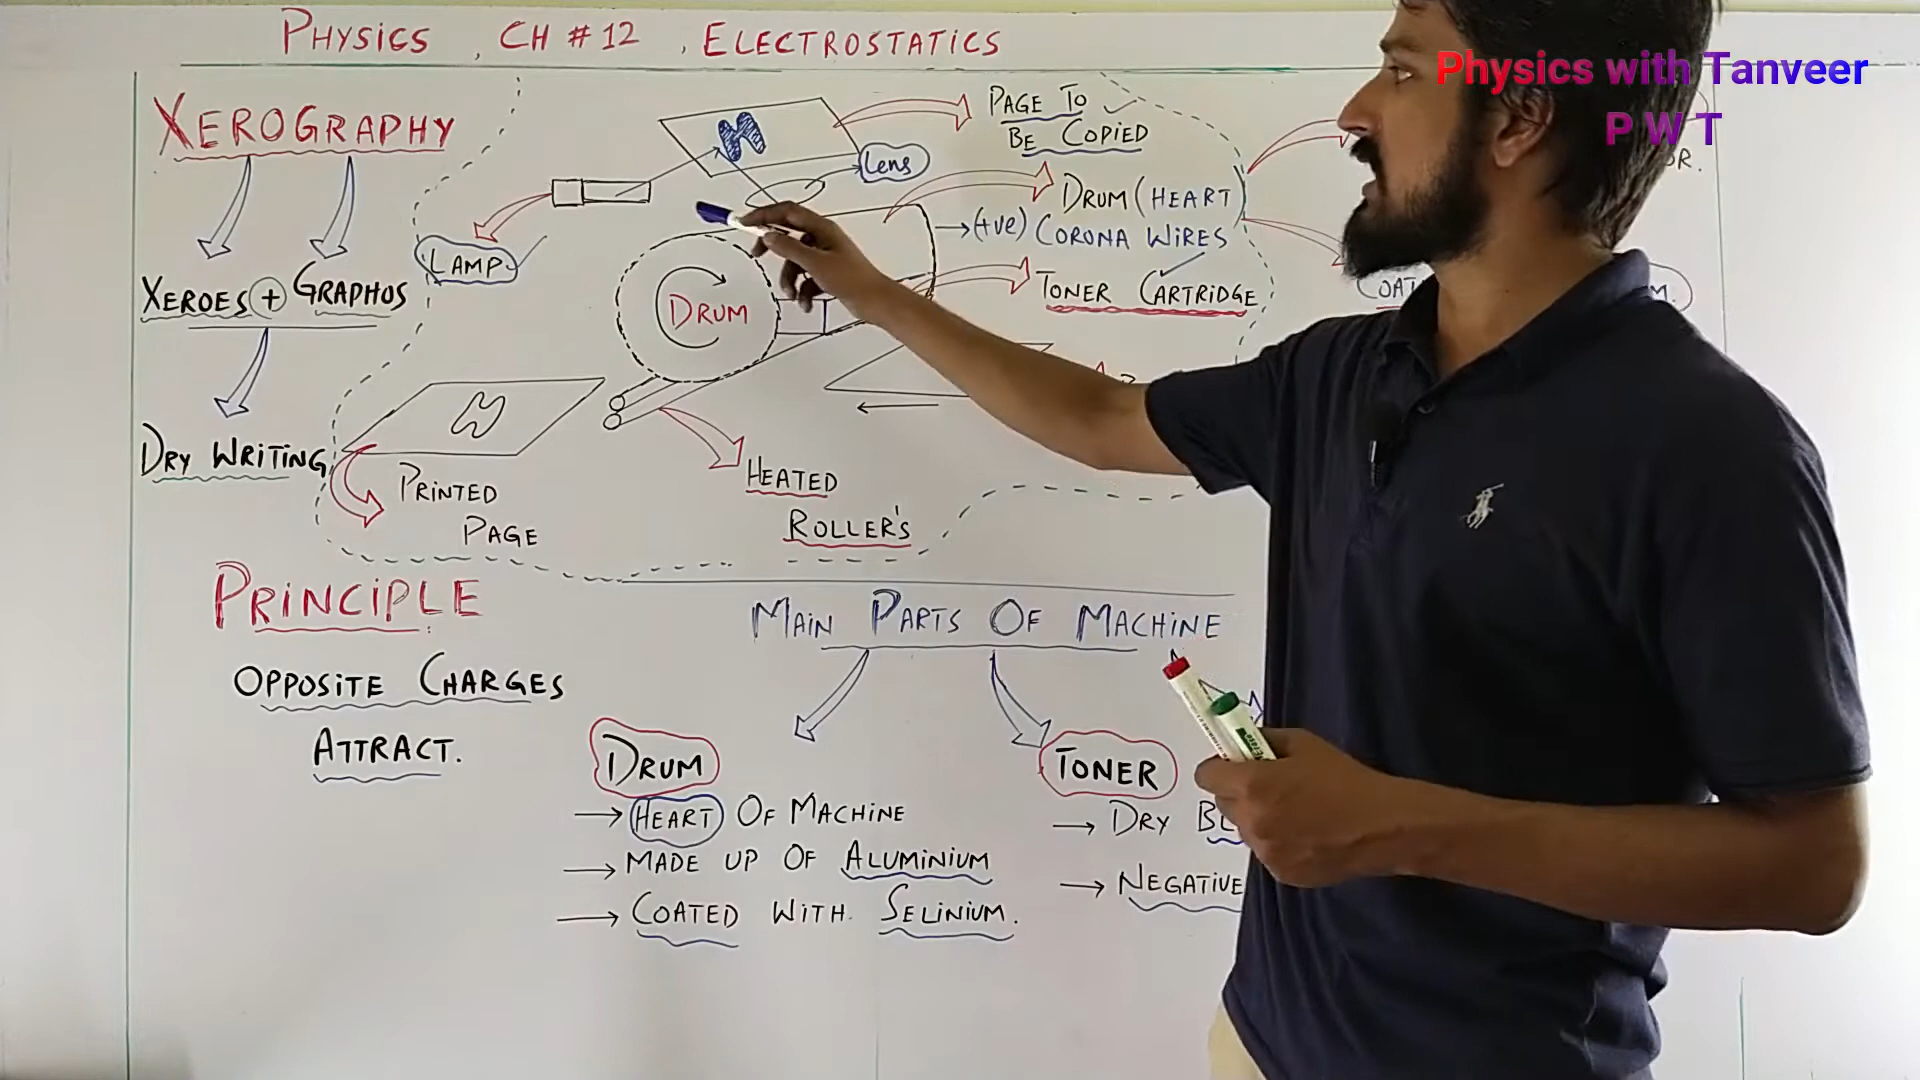 PHYSICS , CH # 12 , ELECTROSTATICS
Physics with Tanveer
P W T
XEROGRAPHY
XEROES + GRAPHOS
DRY WRITING
PAGE TO
BE COPIED
Lens
LAMP
DRUM (HEART)
→ (+ve) CORONA WIRES
TONER CARTRIDGE
DRUM
PRINTED
PAGE
HEATED
ROLLER'S
PRINCIPLE
OPPOSITE CHARGES
ATTRACT.
MAIN PARTS OF MACHINE
DRUM
→ HEART OF MACHINE
→ MADE UP OF ALUMINIUM
→ COATED WITH SELINIUM.
TONER
→ DRY
→ NEGATIVE